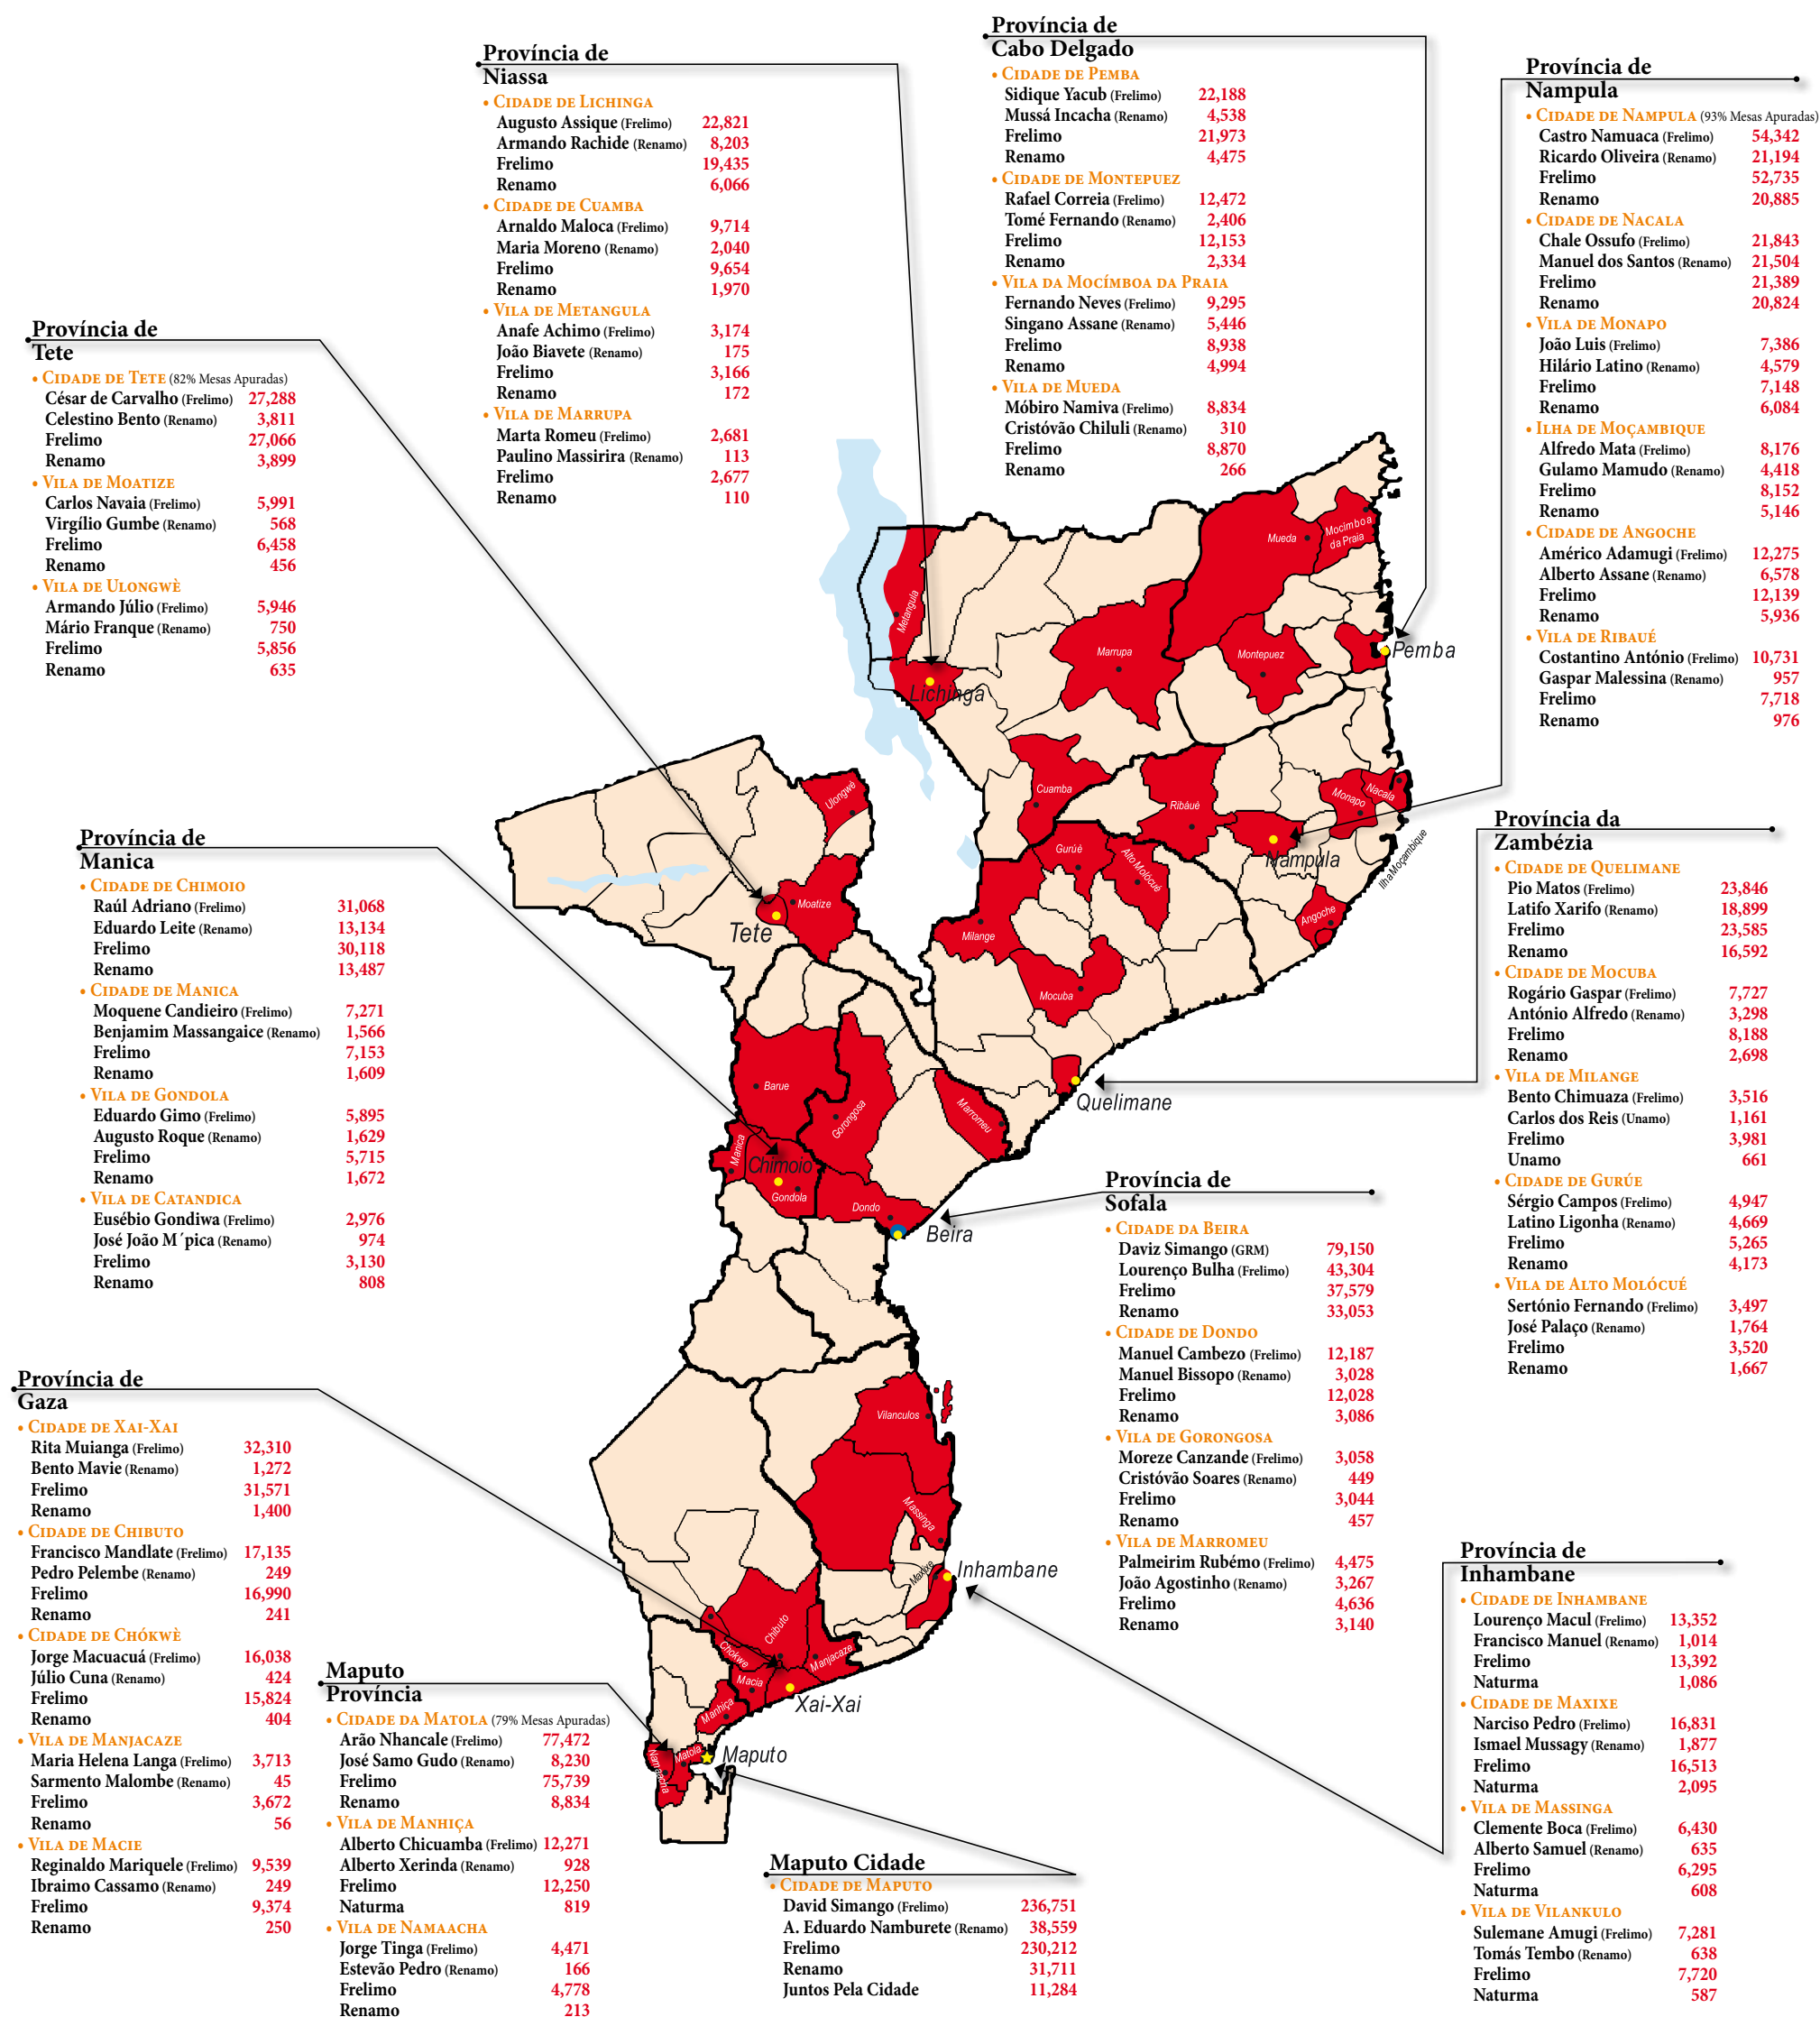 Província de
Niassa
• Cidade de Lichinga
Augusto Assique (Frelimo) 22,821
Armando Rachide (Renamo) 8,203
Frelimo 19,435
Renamo 6,066
• Cidade de Cuamba
Arnaldo Maloca (Frelimo) 9,714
Maria Moreno (Renamo) 2,040
Frelimo 9,654
Renamo 1,970
• Vila de Metangula
Anafe Achimo (Frelimo) 3,174
João Biavete (Renamo) 175
Frelimo 3,166
Renamo 172
• Vila de Marrupa
Marta Romeu (Frelimo) 2,681
Paulino Massirira (Renamo) 113
Frelimo 2,677
Renamo 110
Província de
Cabo Delgado
• Cidade de Pemba
Sidique Yacub (Frelimo) 22,188
Mussá Incacha (Renamo) 4,538
Frelimo 21,973
Renamo 4,475
• Cidade de Montepuez
Rafael Correia (Frelimo) 12,472
Tomé Fernando (Renamo) 2,406
Frelimo 12,153
Renamo 2,334
• Vila da Mocímboa da Praia
Fernando Neves (Frelimo) 9,295
Singano Assane (Renamo) 5,446
Frelimo 8,938
Renamo 4,994
• Vila de Mueda
Móbiro Namiva (Frelimo) 8,834
Cristóvão Chiluli (Renamo) 310
Frelimo 8,870
Renamo 266
Província de
Nampula
• Cidade de Nampula (93% Mesas Apuradas)
Castro Namuaca (Frelimo) 54,342
Ricardo Oliveira (Renamo) 21,194
Frelimo 52,735
Renamo 20,885
• Cidade de Nacala
Chale Ossufo (Frelimo) 21,843
Manuel dos Santos (Renamo) 21,504
Frelimo 21,389
Renamo 20,824
• Vila de Monapo
João Luis (Frelimo) 7,386
Hilário Latino (Renamo) 4,579
Frelimo 7,148
Renamo 6,084
• Ilha de Moçambique
Alfredo Mata (Frelimo) 8,176
Gulamo Mamudo (Renamo) 4,418
Frelimo 8,152
Renamo 5,146
• Cidade de Angoche
Américo Adamugi (Frelimo) 12,275
Alberto Assane (Renamo) 6,578
Frelimo 12,139
Renamo 5,936
• Vila de Ribaué
Costantino António (Frelimo) 10,731
Gaspar Malessina (Renamo) 957
Frelimo 7,718
Renamo 976
Província de
Tete
• Cidade de Tete (82% Mesas Apuradas)
César de Carvalho (Frelimo) 27,288
Celestino Bento (Renamo) 3,811
Frelimo 27,066
Renamo 3,899
• Vila de Moatize
Carlos Navaia (Frelimo) 5,991
Virgílio Gumbe (Renamo) 568
Frelimo 6,458
Renamo 456
• Vila de Ulongwè
Armando Júlio (Frelimo) 5,946
Mário Franque (Renamo) 750
Frelimo 5,856
Renamo 635
Província de
Manica
• Cidade de Chimoio
Raúl Adriano (Frelimo) 31,068
Eduardo Leite (Renamo) 13,134
Frelimo 30,118
Renamo 13,487
• Cidade de Manica
Moquene Candieiro (Frelimo) 7,271
Benjamim Massangaice (Renamo) 1,566
Frelimo 7,153
Renamo 1,609
• Vila de Gondola
Eduardo Gimo (Frelimo) 5,895
Augusto Roque (Renamo) 1,629
Frelimo 5,715
Renamo 1,672
• Vila de Catandica
Eusébio Gondiwa (Frelimo) 2,976
José João M´pica (Renamo) 974
Frelimo 3,130
Renamo 808
Província da
Zambézia
• Cidade de Quelimane
Pio Matos (Frelimo) 23,846
Latifo Xarifo (Renamo) 18,899
Frelimo 23,585
Renamo 16,592
• Cidade de Mocuba
Rogário Gaspar (Frelimo) 7,727
António Alfredo (Renamo) 3,298
Frelimo 8,188
Renamo 2,698
• Vila de Milange
Bento Chimuaza (Frelimo) 3,516
Carlos dos Reis (Unamo) 1,161
Frelimo 3,981
Unamo 661
• Cidade de Gurúe
Sérgio Campos (Frelimo) 4,947
Latino Ligonha (Renamo) 4,669
Frelimo 5,265
Renamo 4,173
• Vila de Alto Molócué
Sertónio Fernando (Frelimo) 3,497
José Palaço (Renamo) 1,764
Frelimo 3,520
Renamo 1,667
Província de
Sofala
• Cidade da Beira
Daviz Simango (GRM) 79,150
Lourenço Bulha (Frelimo) 43,304
Frelimo 37,579
Renamo 33,053
• Cidade de Dondo
Manuel Cambezo (Frelimo) 12,187
Manuel Bissopo (Renamo) 3,028
Frelimo 12,028
Renamo 3,086
• Vila de Gorongosa
Moreze Canzande (Frelimo) 3,058
Cristóvão Soares (Renamo) 449
Frelimo 3,044
Renamo 457
• Vila de Marromeu
Palmeirim Rubémo (Frelimo) 4,475
João Agostinho (Renamo) 3,267
Frelimo 4,636
Renamo 3,140
Província de
Gaza
• Cidade de Xai-Xai
Rita Muianga (Frelimo) 32,310
Bento Mavie (Renamo) 1,272
Frelimo 31,571
Renamo 1,400
• Cidade de Chibuto
Francisco Mandlate (Frelimo) 17,135
Pedro Pelembe (Renamo) 249
Frelimo 16,990
Renamo 241
• Cidade de Chókwè
Jorge Macuacuá (Frelimo) 16,038
Júlio Cuna (Renamo) 424
Frelimo 15,824
Renamo 404
• Vila de Manjacaze
Maria Helena Langa (Frelimo) 3,713
Sarmento Malombe (Renamo) 45
Frelimo 3,672
Renamo 56
• Vila de Macie
Reginaldo Mariquele (Frelimo) 9,539
Ibraimo Cassamo (Renamo) 249
Frelimo 9,374
Renamo 250
Maputo
Província
• Cidade da Matola (79% Mesas Apuradas)
Arão Nhancale (Frelimo) 77,472
José Samo Gudo (Renamo) 8,230
Frelimo 75,739
Renamo 8,834
• Vila de Manhiça
Alberto Chicuamba (Frelimo) 12,271
Alberto Xerinda (Renamo) 928
Frelimo 12,250
Naturma 819
• Vila de Namaacha
Jorge Tinga (Frelimo) 4,471
Estevão Pedro (Renamo) 166
Frelimo 4,778
Renamo 213
Maputo Cidade
• Cidade de Maputo
David Simango (Frelimo) 236,751
A. Eduardo Namburete (Renamo) 38,559
Frelimo 230,212
Renamo 31,711
Juntos Pela Cidade 11,284
Província de
Inhambane
• Cidade de Inhambane
Lourenço Macul (Frelimo) 13,352
Francisco Manuel (Renamo) 1,014
Frelimo 13,392
Naturma 1,086
• Cidade de Maxixe
Narciso Pedro (Frelimo) 16,831
Ismael Mussagy (Renamo) 1,877
Frelimo 16,513
Naturma 2,095
• Vila de Massinga
Clemente Boca (Frelimo) 6,430
Alberto Samuel (Renamo) 635
Frelimo 6,295
Naturma 608
• Vila de Vilankulo
Sulemane Amugi (Frelimo) 7,281
Tomás Tembo (Renamo) 638
Frelimo 7,720
Naturma 587
Mueda
Mocímboa
da Praia
Metangula
Marrupa
Montepuez
Pemba
Lichinga
Cuamba
Ribáuè
Monapo
Nacala
Nampula
IlhaMoçambique
Ulongwé
Gurúè
Alto Molócuè
Moatize
Tete
Milange
Angoche
Mocuba
Barue
Gorongosa
Marromeu
Quelimane
Manica
Chimoio
Gondola
Dondo
Beira
Vilanculos
Massinga
Maxixe
Inhambane
Chibuto
Chokwe
Manjacaze
Macia
Xai-Xai
Manhiça
Namaacha
Matola
Maputo